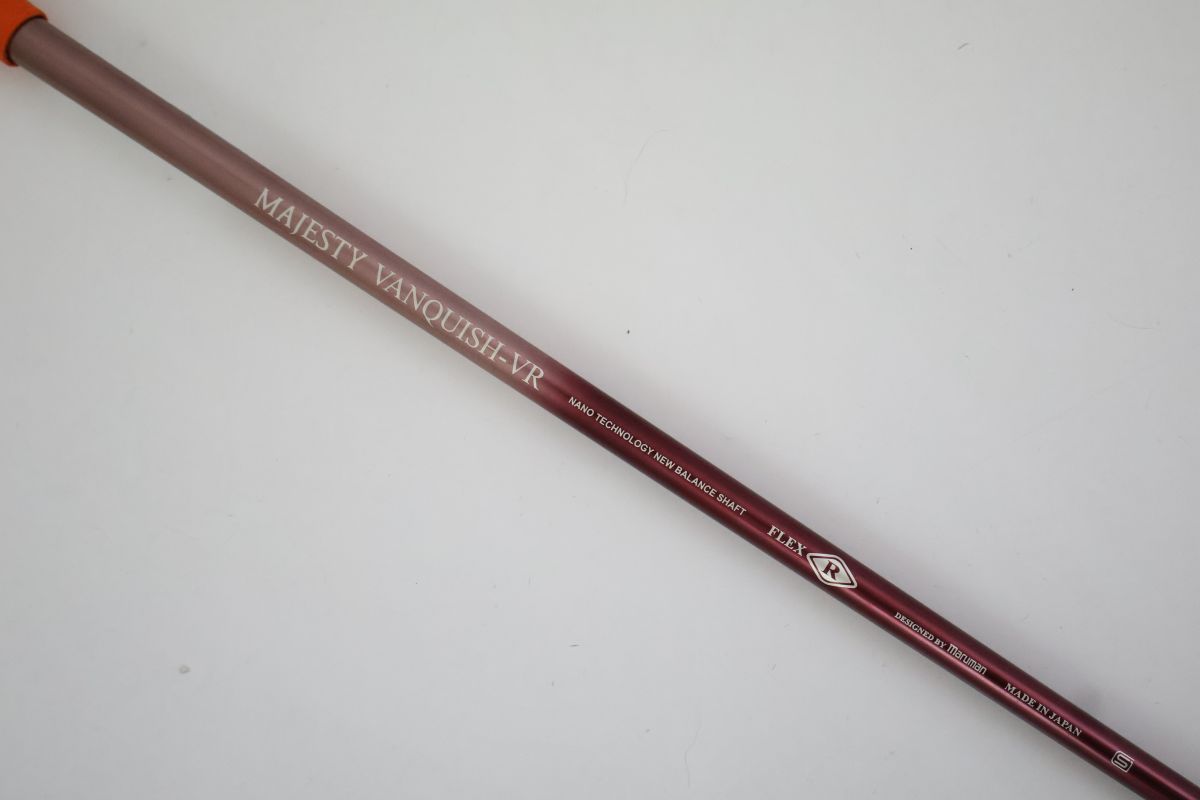 MAJESTY VANQUISH-VR
NANO TECHNOLOGY NEW BALANCE SHAFT
FLEX R
DESIGNED BY maruman
MADE IN JAPAN
S